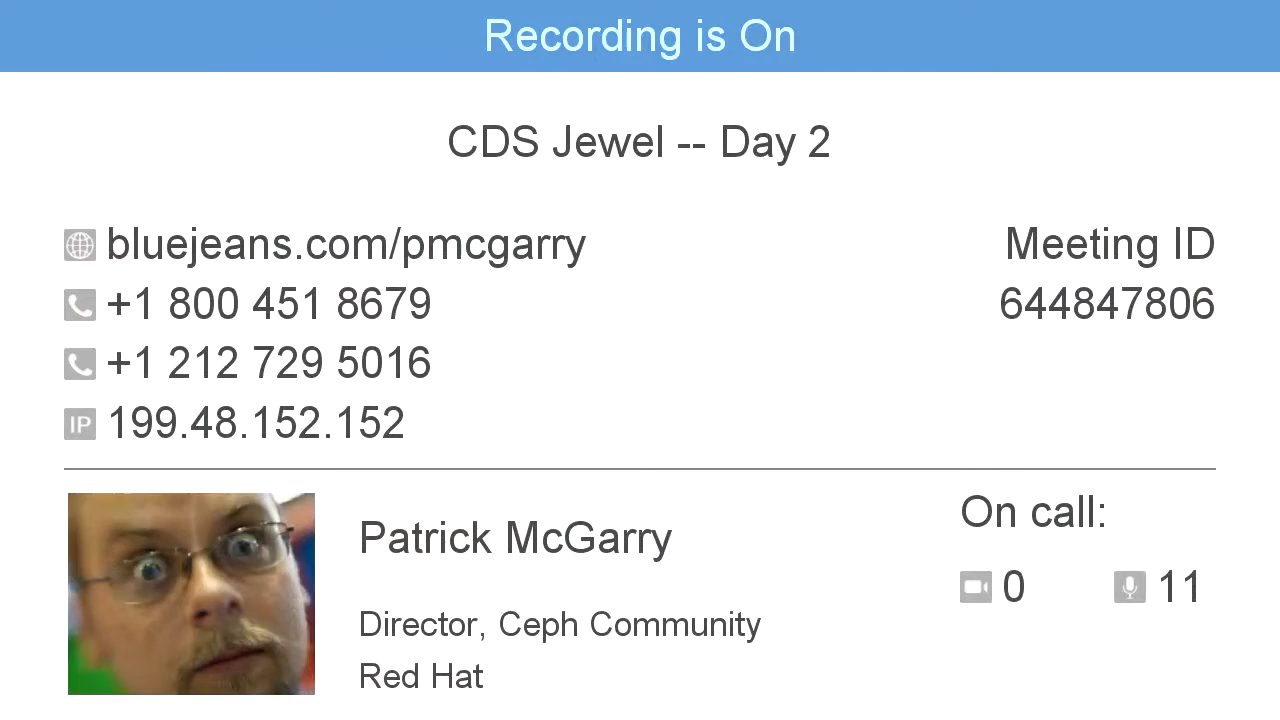 Recording is On
CDS Jewel -- Day 2
bluejeans.com/pmcgarry
+1 800 451 8679
+1 212 729 5016
IP 199.48.152.152
Meeting ID
644847806
Patrick McGarry
Director, Ceph Community
Red Hat
On call:
0 11